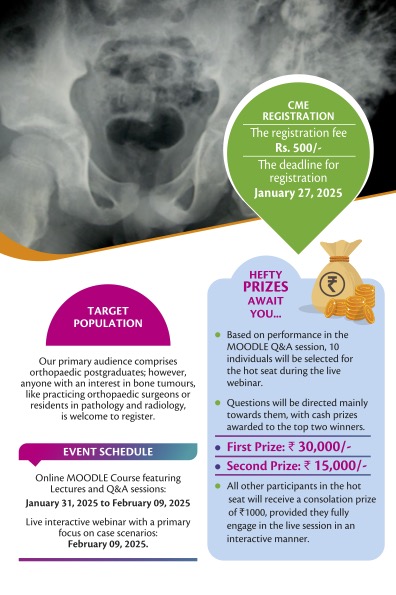 CME
REGISTRATION
The registration fee
Rs. 500/-
The deadline for
registration
January 27, 2025
TARGET
POPULATION
Our primary audience comprises
orthopaedic postgraduates; however,
anyone with an interest in bone tumours,
like practicing orthopaedic surgeons or
residents in pathology and radiology,
is welcome to register.
EVENT SCHEDULE
Online MOODLE Course featuring
Lectures and Q&A sessions:
January 31, 2025 to February 09, 2025
Live interactive webinar with a primary
focus on case scenarios:
February 09, 2025.
HEFTY
PRIZES
AWAIT
YOU...
₹
• Based on performance in the
MOODLE Q&A session, 10
individuals will be selected for
the hot seat during the live
webinar.
• Questions will be directed mainly
towards them, with cash prizes
awarded to the top two winners.
• First Prize: ₹ 30,000/-
• Second Prize: ₹ 15,000/-
• All other participants in the hot
seat will receive a consolation prize
of ₹1000, provided they fully
engage in the live session in an
interactive manner.